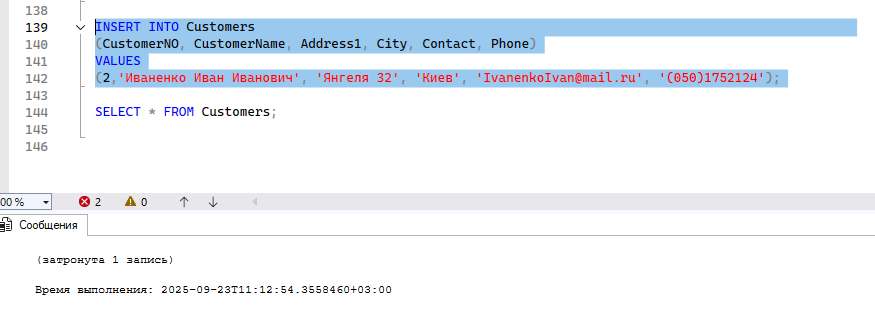 138
139 INSERT INTO Customers
140 (CustomerNO, CustomerName, Address1, City, Contact, Phone)
141 VALUES
142 (2,'Иваненко Иван Иванович', 'Янгеля 32', 'Киев', 'IvanenkoIvan@mail.ru', '(050)1752124');
143
144 SELECT * FROM Customers;
145
146
00 % 2 0
Сообщения
(затронута 1 запись)
Время выполнения: 2025-09-23T11:12:54.3558460+03:00